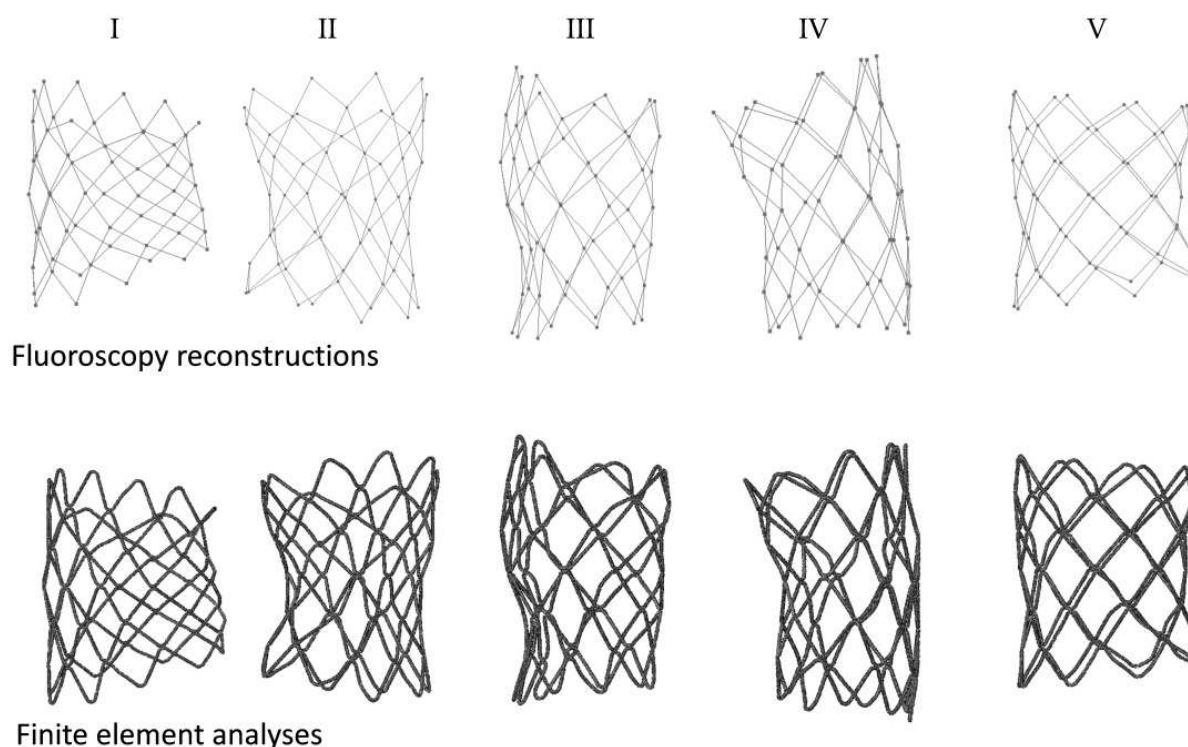 I II III IV V
Fluoroscopy reconstructions
Finite element analyses